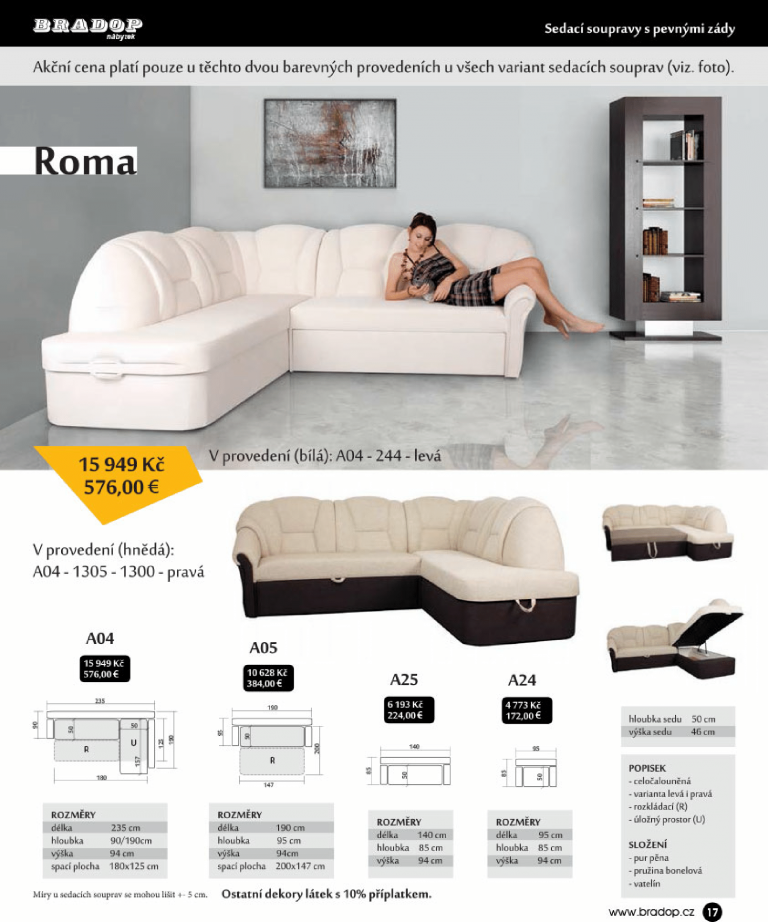 BRADOP
nábytek
Sedací soupravy s pevnými zády
Akční cena platí pouze u těchto dvou barevných provedeních u všech variant sedacích souprav (viz. foto).
Roma
15 949 Kč
576,00 €
V provedení (bílá): A04 - 244 - levá
V provedení (hnědá):
A04 - 1305 - 1300 - pravá
A04
15 949 Kč
576,00 €
A05
10 628 Kč
384,00 €
A25
6 193 Kč
224,00 €
A24
4 773 Kč
172,00 €
235
90
50
50
R
U
157
125
190
180
190
95
50
R
200
147
140
85
50
95
85
50
hloubka sedu 50 cm
výška sedu 46 cm
POPISEK
- celočalouněná
- varianta levá i pravá
- rozkládací (R)
- úložný prostor (U)
SLOŽENÍ
- pur pěna
- pružina bonelová
- vatelín
ROZMĚRY
délka 235 cm
hloubka 90/190cm
výška 94 cm
spací plocha 180x125 cm
ROZMĚRY
délka 190 cm
hloubka 95 cm
výška 94cm
spací plocha 200x147 cm
ROZMĚRY
délka 140 cm
hloubka 85 cm
výška 94 cm
ROZMĚRY
délka 95 cm
hloubka 85 cm
výška 94 cm
Míry u sedacích souprav se mohou lišit +- 5 cm.
Ostatní dekory látek s 10% příplatkem.
www.bradop.cz 17